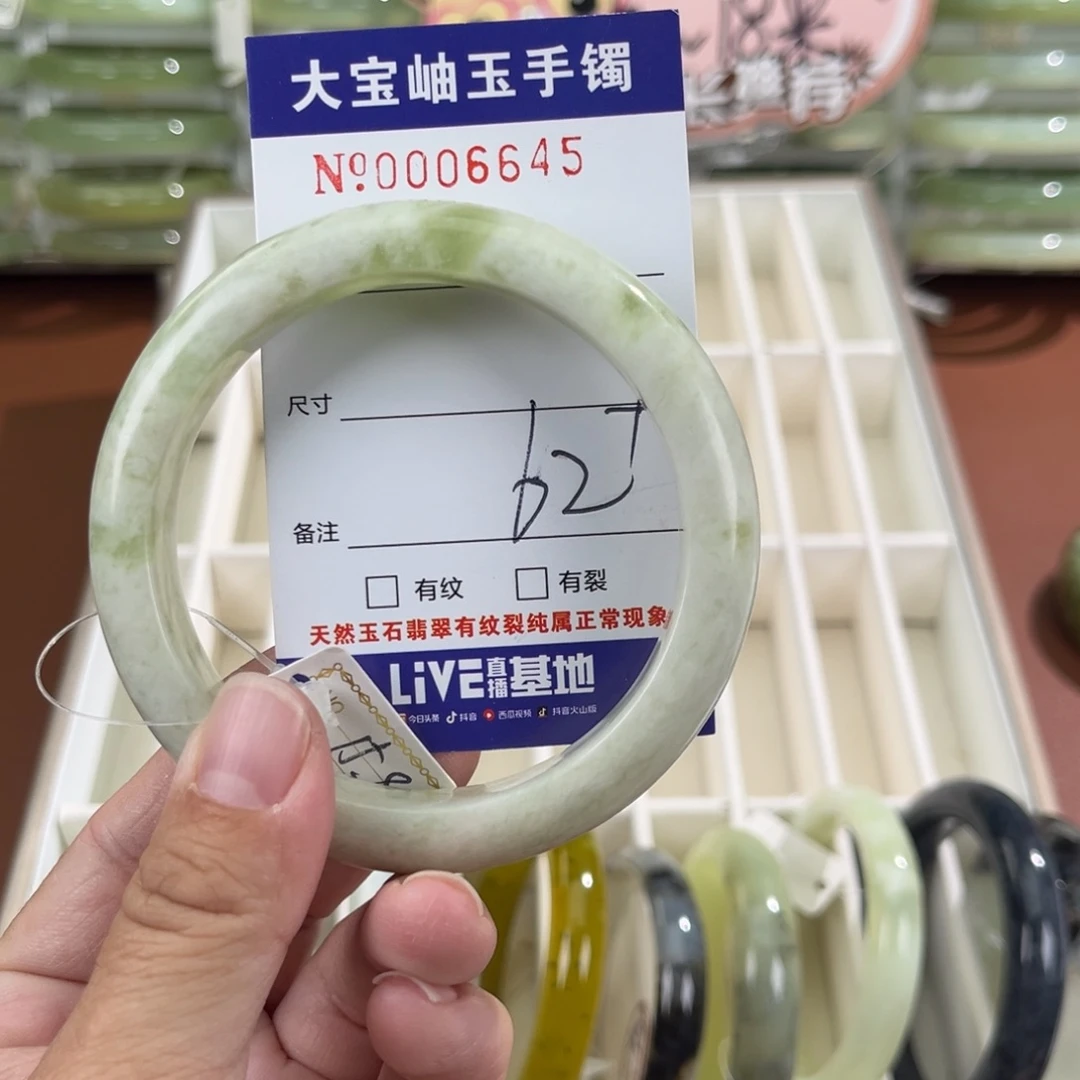 大宝岫玉手镯
№0006645
尺寸
62
备注
有纹 有裂
天然玉石翡翠有纹裂纯属正常现象
LiVE直播基地
今日头条 抖音 西瓜视频 抖音火山版